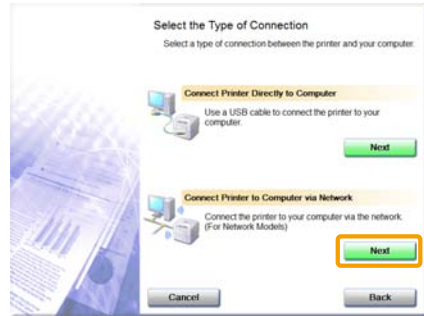 Select the Type of Connection
Select a type of connection between the printer and your computer.
Connect Printer Directly to Computer
Use a USB cable to connect the printer to your
computer.
Next
Connect Printer to Computer via Network
Connect the printer to your computer via the network.
(For Network Models)
Next
Cancel
Back